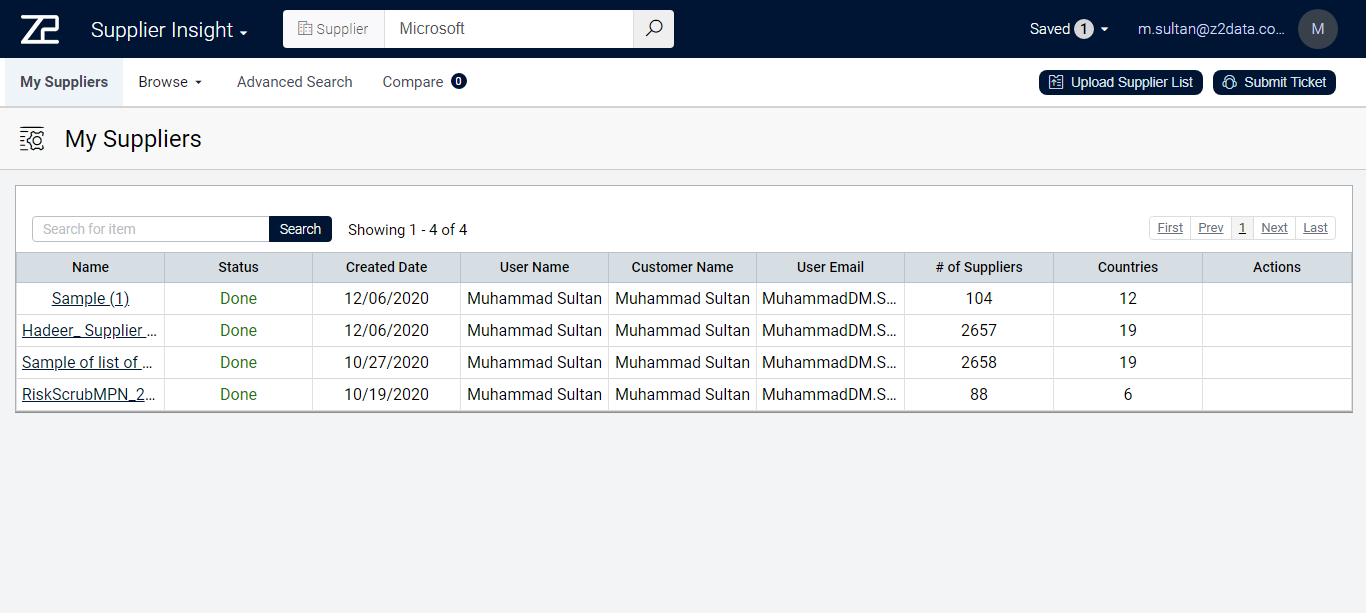 Z2 Supplier Insight Supplier Microsoft Saved 1 m.sultan@z2data.co... M
My Suppliers Browse Advanced Search Compare 0 Upload Supplier List Submit Ticket
My Suppliers
Search for item Search Showing 1 - 4 of 4 First Prev 1 Next Last
Name Status Created Date User Name Customer Name User Email # of Suppliers Countries Actions
Sample (1) Done 12/06/2020 Muhammad Sultan Muhammad Sultan MuhammadDM.S... 104 12
Hadeer_ Supplier ... Done 12/06/2020 Muhammad Sultan Muhammad Sultan MuhammadDM.S... 2657 19
Sample of list of ... Done 10/27/2020 Muhammad Sultan Muhammad Sultan MuhammadDM.S... 2658 19
RiskScrubMPN_2... Done 10/19/2020 Muhammad Sultan Muhammad Sultan MuhammadDM.S... 88 6